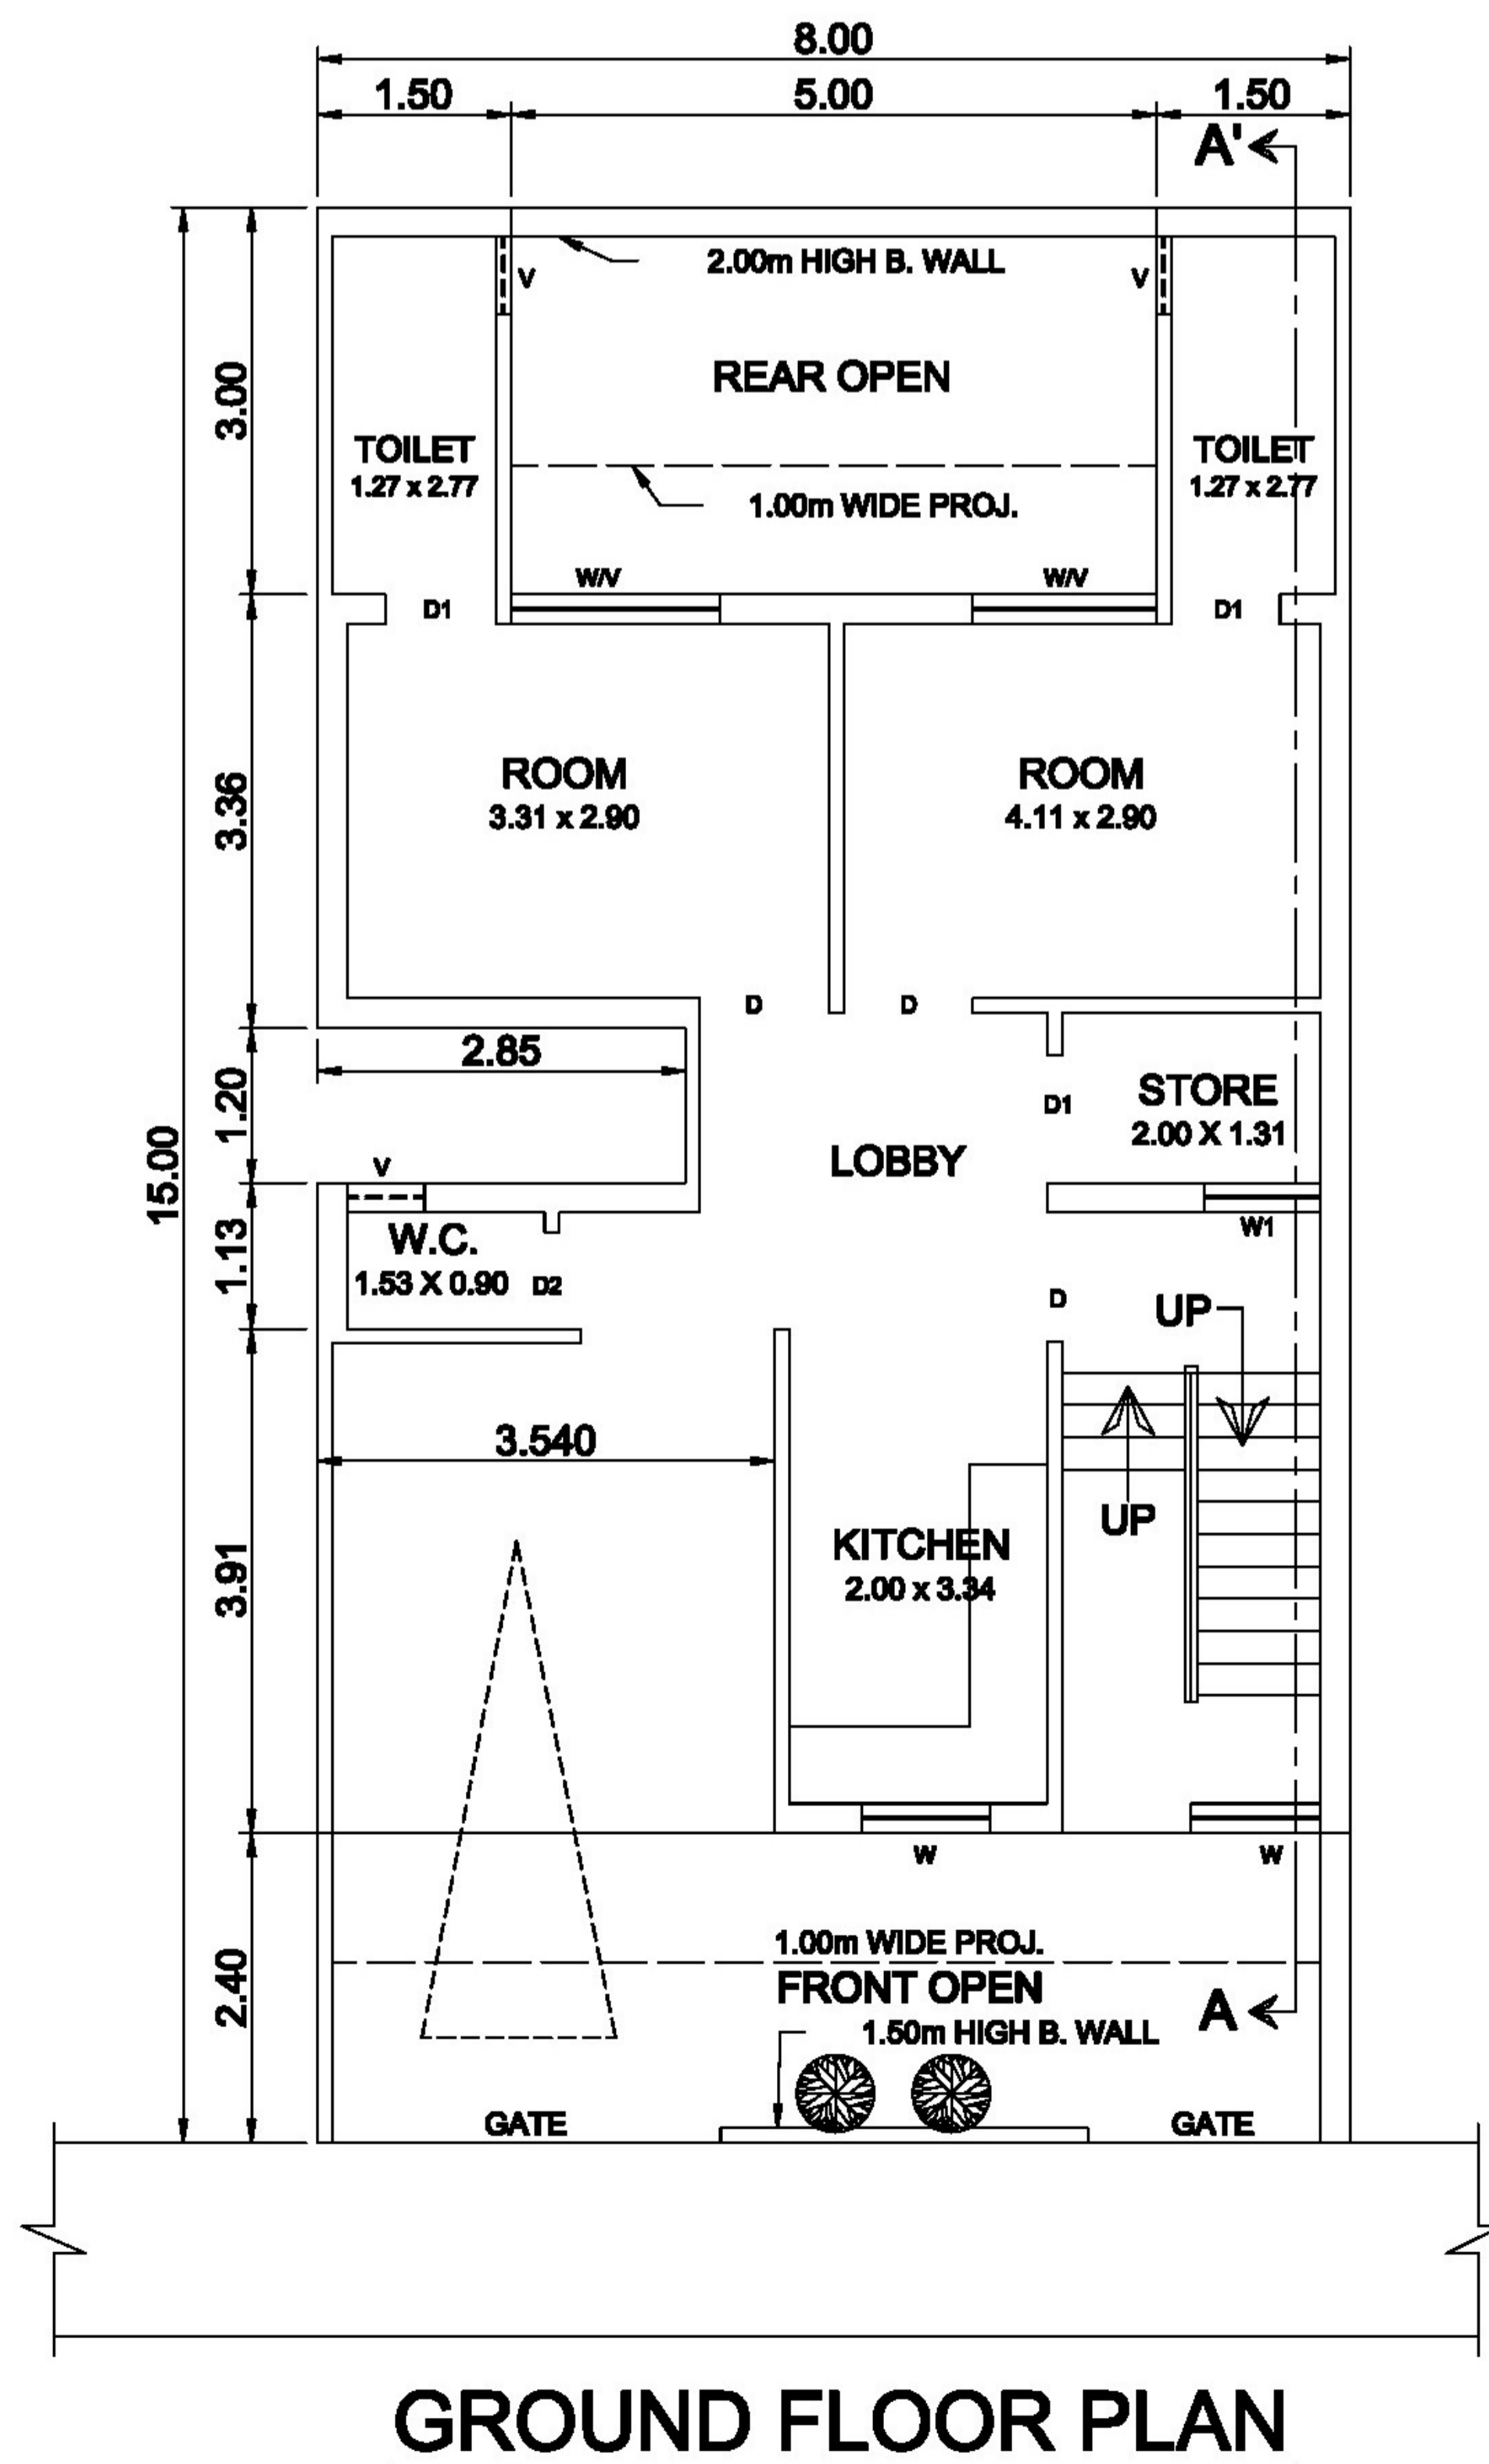 8.00
1.50
5.00
1.50
A'
2.00m HIGH B. WALL
V
V
REAR OPEN
3.00
TOILET
1.27 x 2.77
TOILET
1.27 x 2.77
1.00m WIDE PROJ.
W/V
W/V
D1
D1
ROOM
3.31 x 2.90
ROOM
4.11 x 2.90
3.36
D
D
2.85
1.20
STORE
2.00 X 1.31
D1
15.00
LOBBY
V
1.13
W.C.
1.53 X 0.90
D2
W1
D
UP
3.540
UP
KITCHEN
2.00 x 3.34
3.91
W
W
1.00m WIDE PROJ.
FRONT OPEN
2.40
A
1.50m HIGH B. WALL
GATE
GATE
GROUND FLOOR PLAN